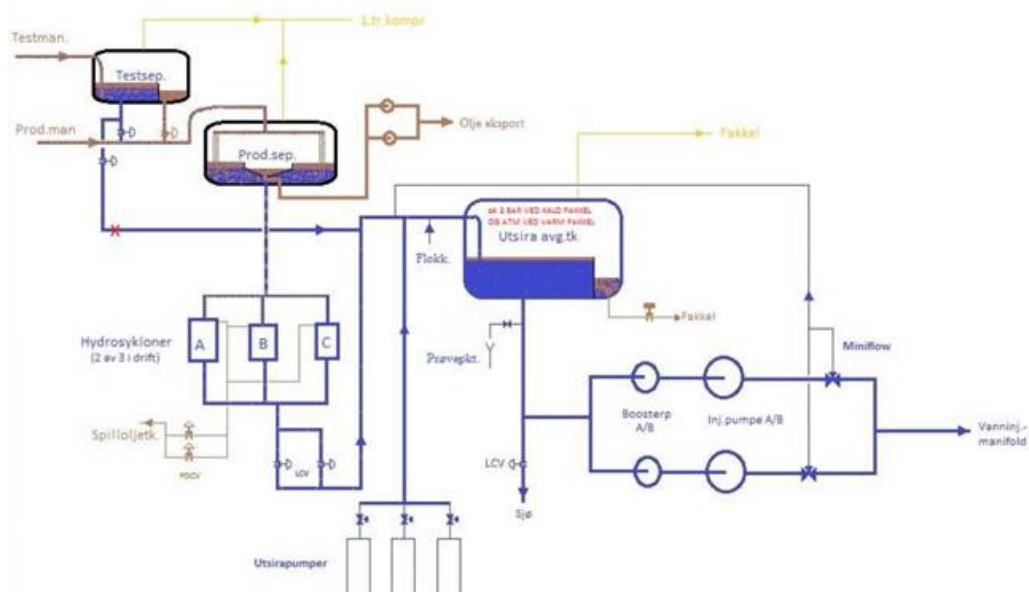 1.tr.kompr
Testman.
Testsep.
Prod.man
Prod.sep.
Olje eksport
Fakkel
ca 3 BAR VED KALD FAKKEL
OG ATM VED VARM FAKKEL
Utsira avg.tk
Flokk.
Fakkel
Hydrosykloner
(2 av 3 i drift)
A
B
C
Prøvepkt.
Miniflow
Boosterp
A/B
Inj.pumpe A/B
Vanninj.-
manifold
Spilloljetk.
PDCV
LCV
LCV
Sjø
Utsirapumper